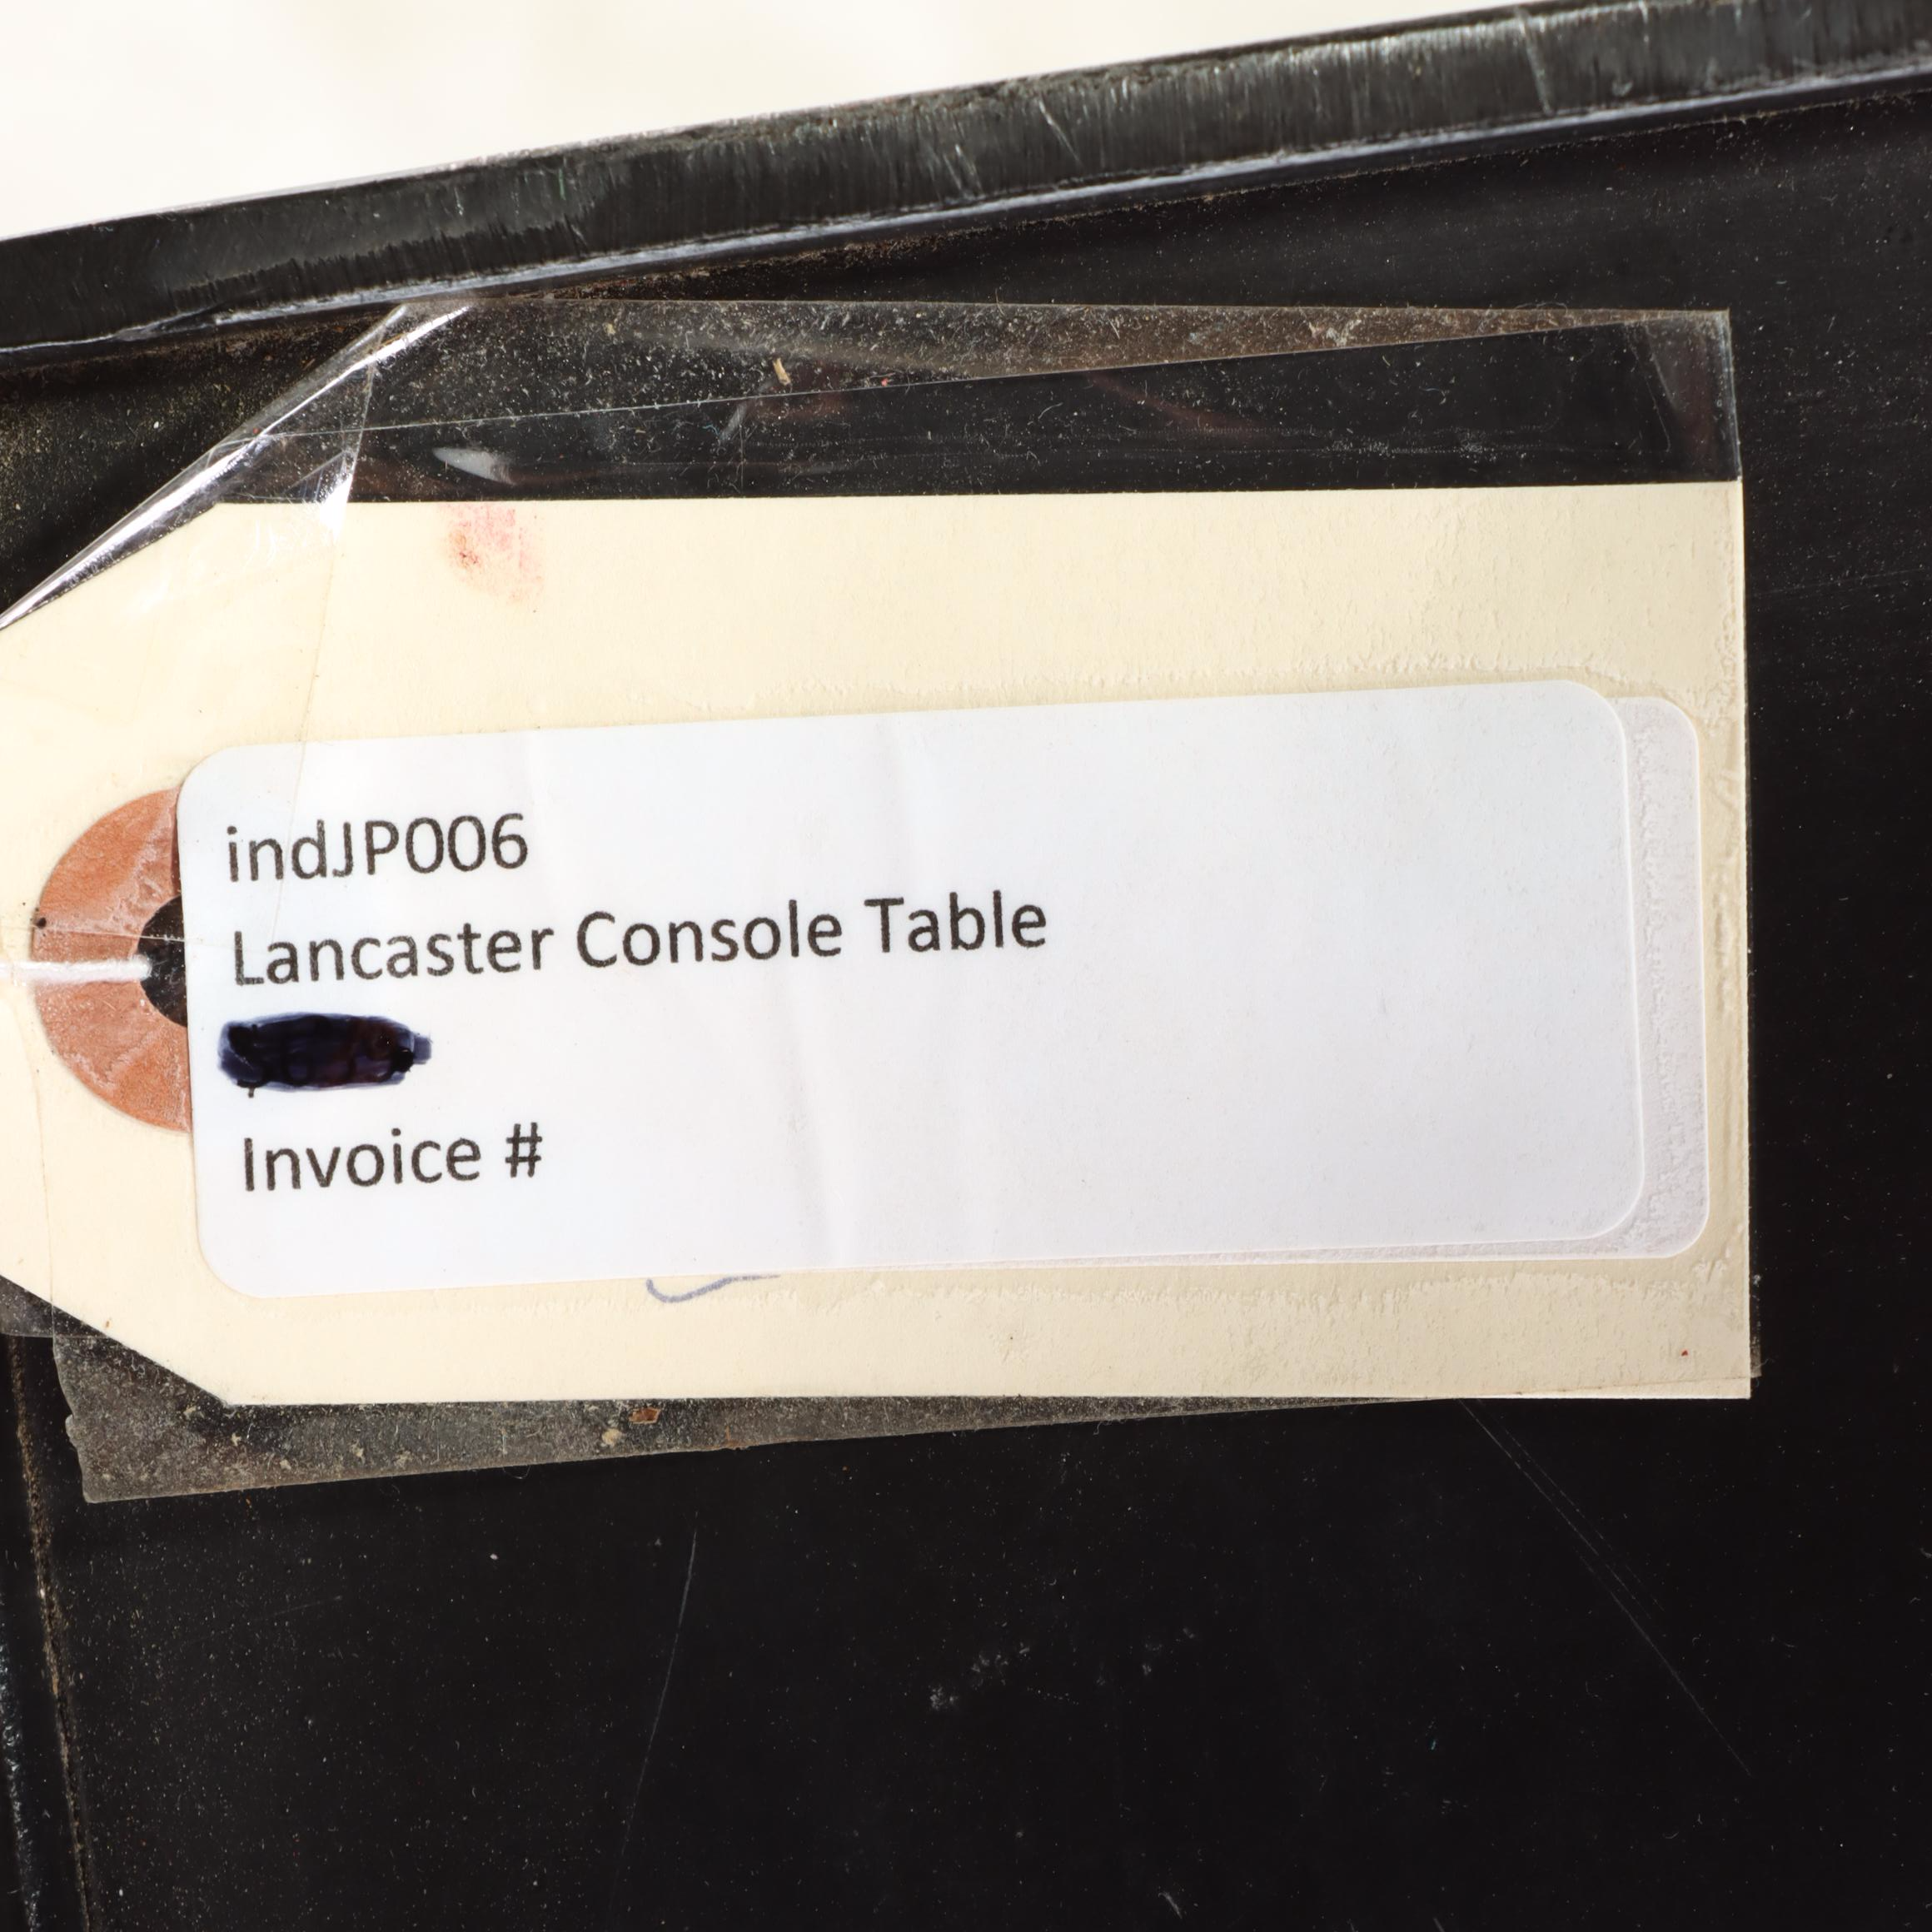 indJP006
Lancaster Console Table
Invoice #